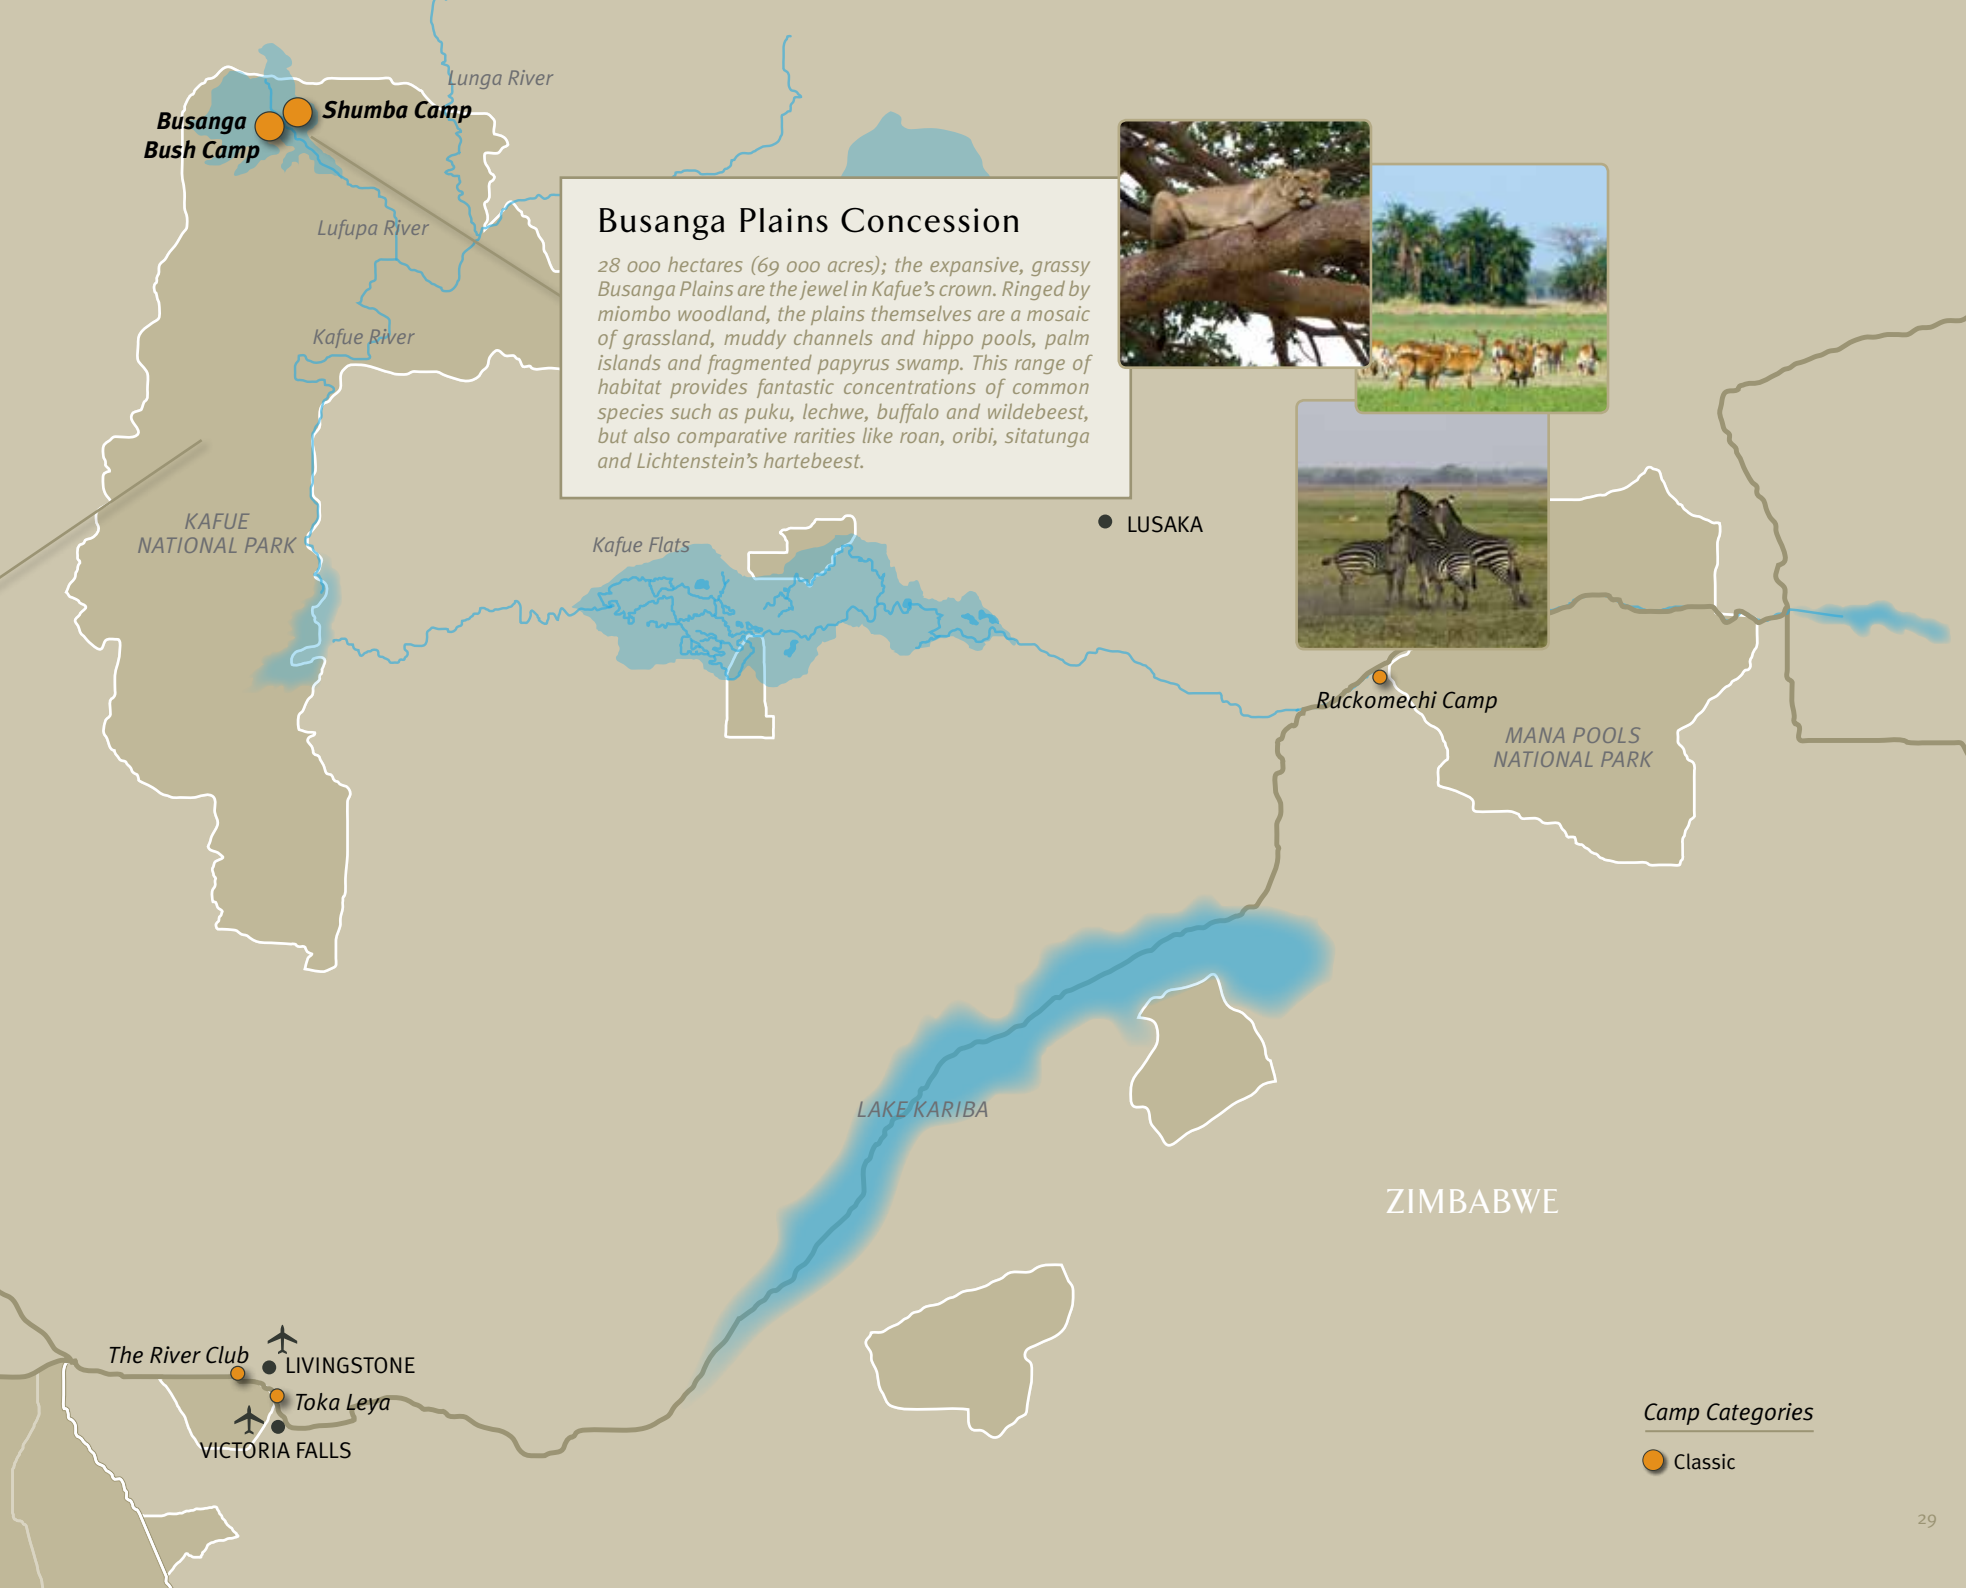 Lunga River
Shumba Camp
Busanga
Bush Camp
Lufupa River
Kafue River
Busanga Plains Concession
28 000 hectares (69 000 acres); the expansive, grassy
Busanga Plains are the jewel in Kafue's crown. Ringed by
miombo woodland, the plains themselves are a mosaic
of grassland, muddy channels and hippo pools, palm
islands and fragmented papyrus swamp. This range of
habitat provides fantastic concentrations of common
species such as puku, lechwe, buffalo and wildebeest,
but also comparative rarities like roan, oribi, sitatunga
and Lichtenstein's hartebeest.
KAFUE
NATIONAL PARK
Kafue Flats
LUSAKA
Ruckomechi Camp
MANA POOLS
NATIONAL PARK
LAKE KARIBA
ZIMBABWE
The River Club
LIVINGSTONE
Toka Leya
VICTORIA FALLS
Camp Categories
Classic
29